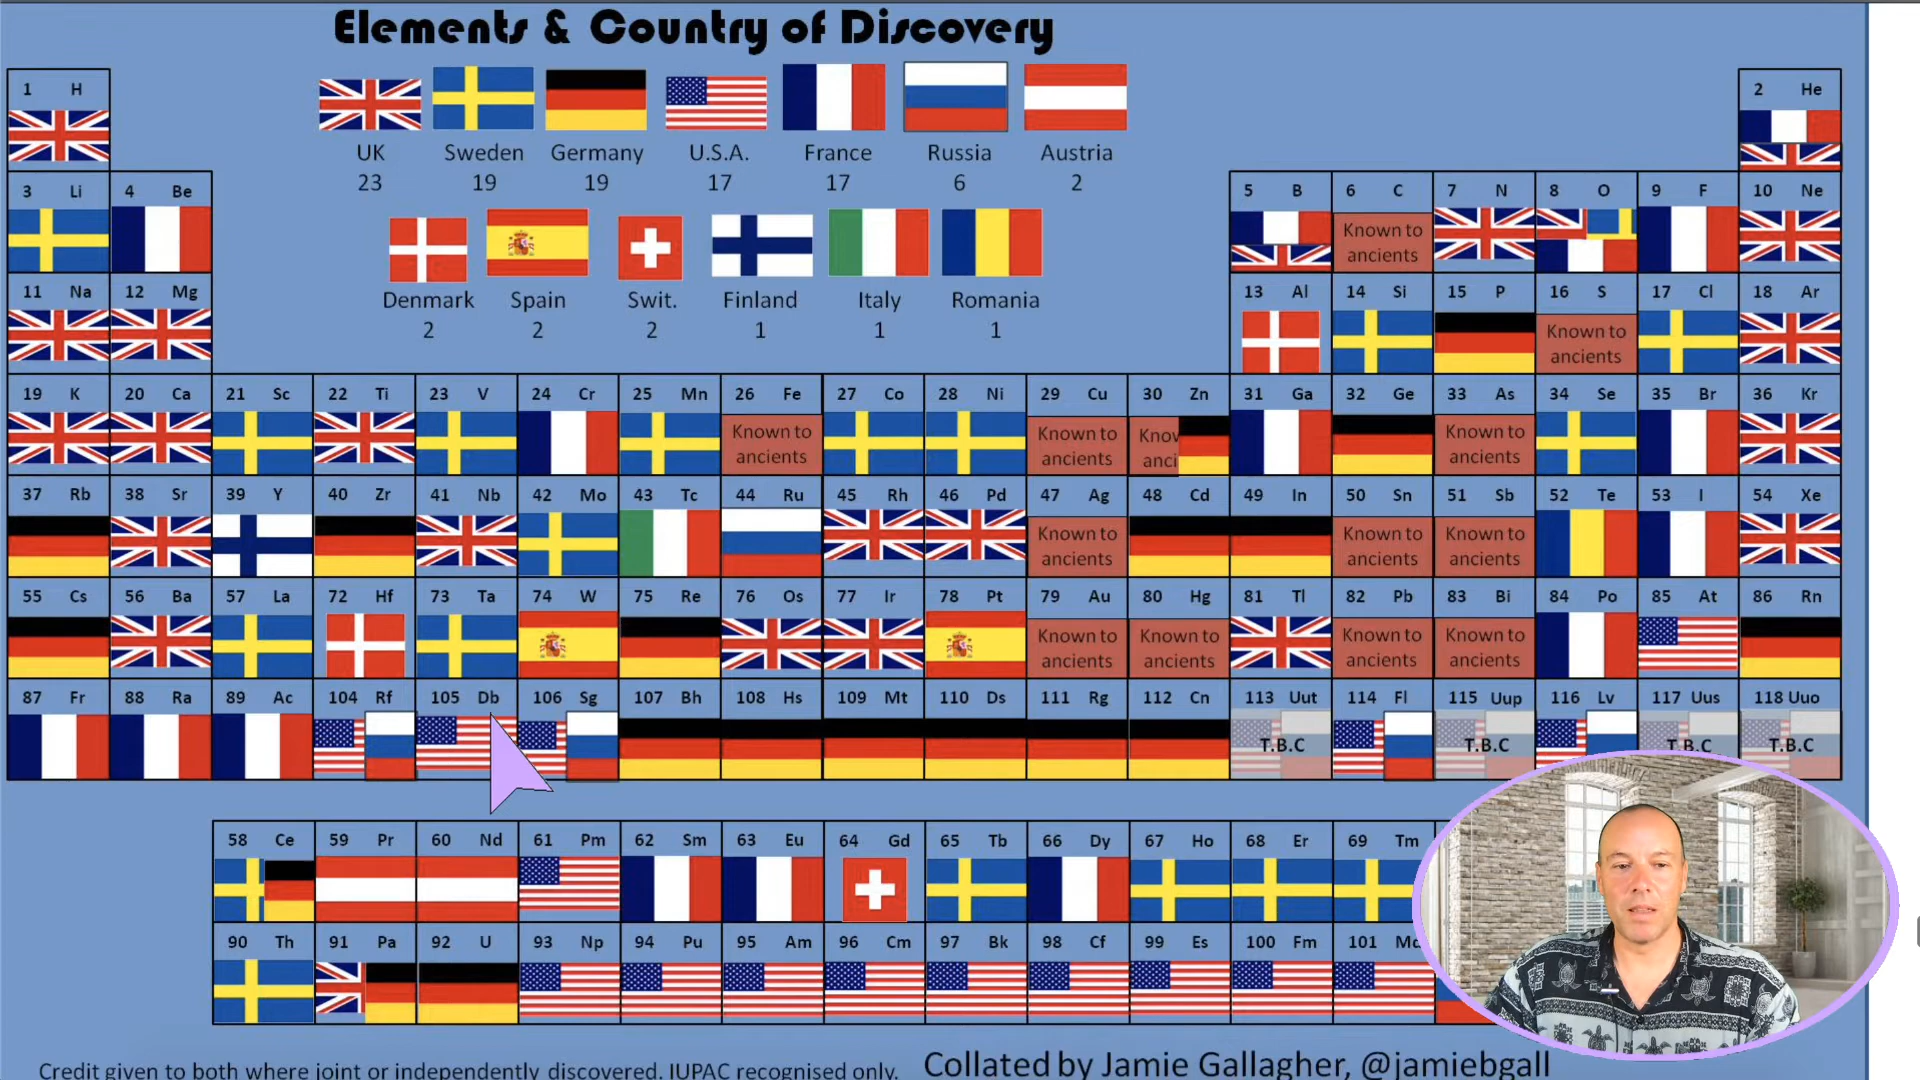 Elements & Country of Discovery
UK Sweden Germany U.S.A. France Russia Austria
23 19 19 17 17 6 2
Denmark Spain Swit. Finland Italy Romania
2 2 2 1 1 1
1 H 2 He
3 Li 4 Be 5 B 6 C 7 N 8 O 9 F 10 Ne
Known to
ancients
11 Na 12 Mg 13 Al 14 Si 15 P 16 S 17 Cl 18 Ar
Known to
ancients
19 K 20 Ca 21 Sc 22 Ti 23 V 24 Cr 25 Mn 26 Fe 27 Co 28 Ni 29 Cu 30 Zn 31 Ga 32 Ge 33 As 34 Se 35 Br 36 Kr
Known to Known to Known to
ancients ancients ancients
37 Rb 38 Sr 39 Y 40 Zr 41 Nb 42 Mo 43 Tc 44 Ru 45 Rh 46 Pd 47 Ag 48 Cd 49 In 50 Sn 51 Sb 52 Te 53 I 54 Xe
Known to Known to Known to
ancients ancients ancients
55 Cs 56 Ba 57 La 72 Hf 73 Ta 74 W 75 Re 76 Os 77 Ir 78 Pt 79 Au 80 Hg 81 Tl 82 Pb 83 Bi 84 Po 85 At 86 Rn
Known to Known to Known to Known to
ancients ancients ancients ancients
87 Fr 88 Ra 89 Ac 104 Rf 105 Db 106 Sg 107 Bh 108 Hs 109 Mt 110 Ds 111 Rg 112 Cn 113 Uut 114 Fl 115 Uup 116 Lv 117 Uus 118 Uuo
T.B.C T.B.C T.B.C T.B.C
58 Ce 59 Pr 60 Nd 61 Pm 62 Sm 63 Eu 64 Gd 65 Tb 66 Dy 67 Ho 68 Er 69 Tm
90 Th 91 Pa 92 U 93 Np 94 Pu 95 Am 96 Cm 97 Bk 98 Cf 99 Es 100 Fm 101
Credit given to both where joint or independently discovered. IUPAC recognised only. Collated by Jamie Gallagher, @jamiebgall